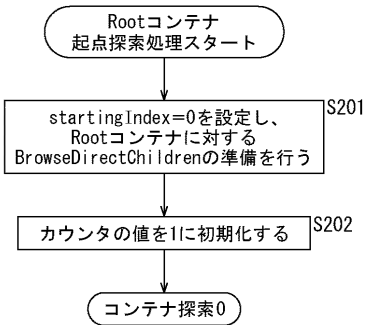 Rootコンテナ
起点探索処理スタート
startingIndex=0を設定し、
Rootコンテナに対する
BrowseDirectChildrenの準備を行う
S201
カウンタの値を1に初期化する
S202
コンテナ探索0